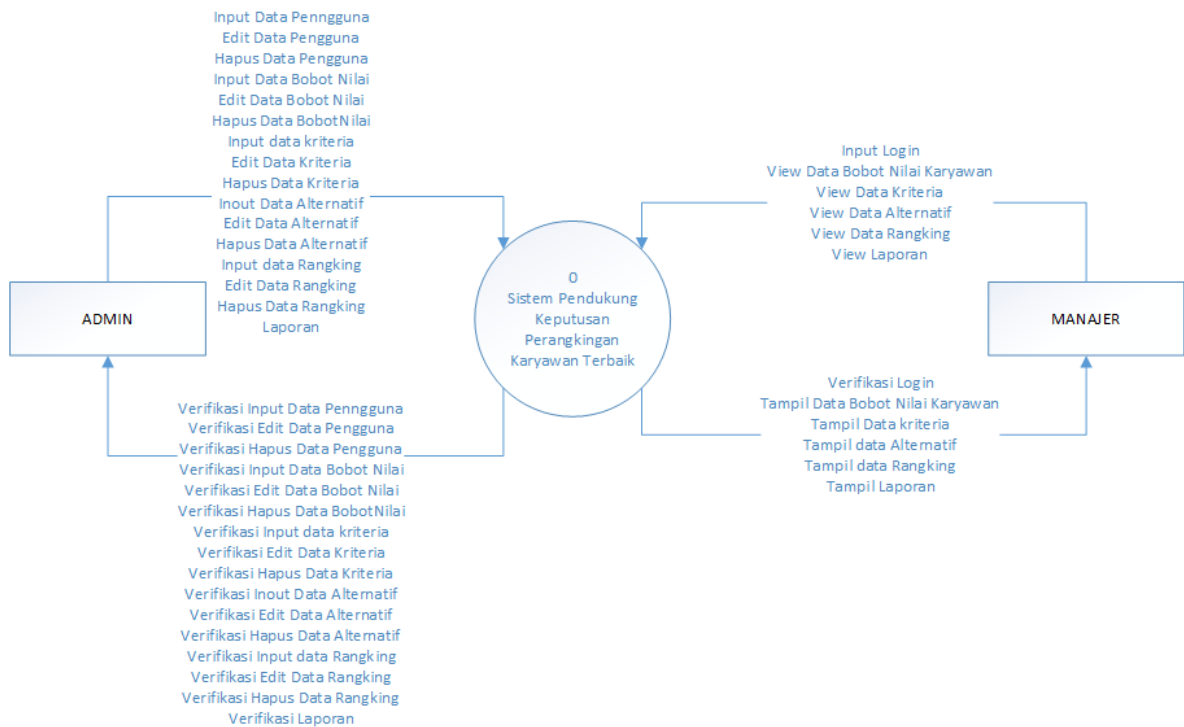 Input Data Penngguna
Edit Data Pengguna
Hapus Data Pengguna
Input Data Bobot Nilai
Edit Data Bobot Nilai
Hapus Data BobotNilai
Input data kriteria
Edit Data Kriteria
Hapus Data Kriteria
Inout Data Alternatif
Edit Data Alternatif
Hapus Data Alternatif
Input data Rangking
Edit Data Rangking
Hapus Data Rangking
Laporan
ADMIN
Verifikasi Input Data Penngguna
Verifikasi Edit Data Pengguna
Verifikasi Hapus Data Pengguna
Verifikasi Input Data Bobot Nilai
Verifikasi Edit Data Bobot Nilai
Verifikasi Hapus Data BobotNilai
Verifikasi Input data kriteria
Verifikasi Edit Data Kriteria
Verifikasi Hapus Data Kriteria
Verifikasi Inout Data Alternatif
Verifikasi Edit Data Alternatif
Verifikasi Hapus Data Alternatif
Verifikasi Input data Rangking
Verifikasi Edit Data Rangking
Verifikasi Hapus Data Rangking
Verifikasi Laporan
0
Sistem Pendukung
Keputusan
Perangkingan
Karyawan Terbaik
Input Login
View Data Bobot Nilai Karyawan
View Data Kriteria
View Data Alternatif
View Data Rangking
View Laporan
MANAJER
Verifikasi Login
Tampil Data Bobot Nilai Karyawan
Tampil Data kriteria
Tampil data Alternatif
Tampil data Rangking
Tampil Laporan